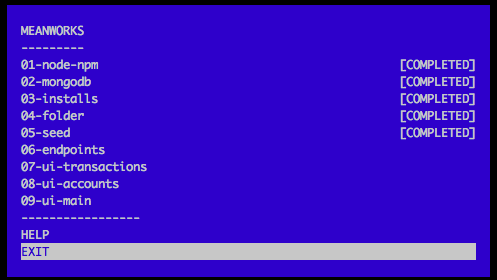 MEANWORKS
---------
01-node-npm [COMPLETED]
02-mongodb [COMPLETED]
03-installs [COMPLETED]
04-folder [COMPLETED]
05-seed [COMPLETED]
06-endpoints
07-ui-transactions
08-ui-accounts
09-ui-main
-----------------
HELP
EXIT